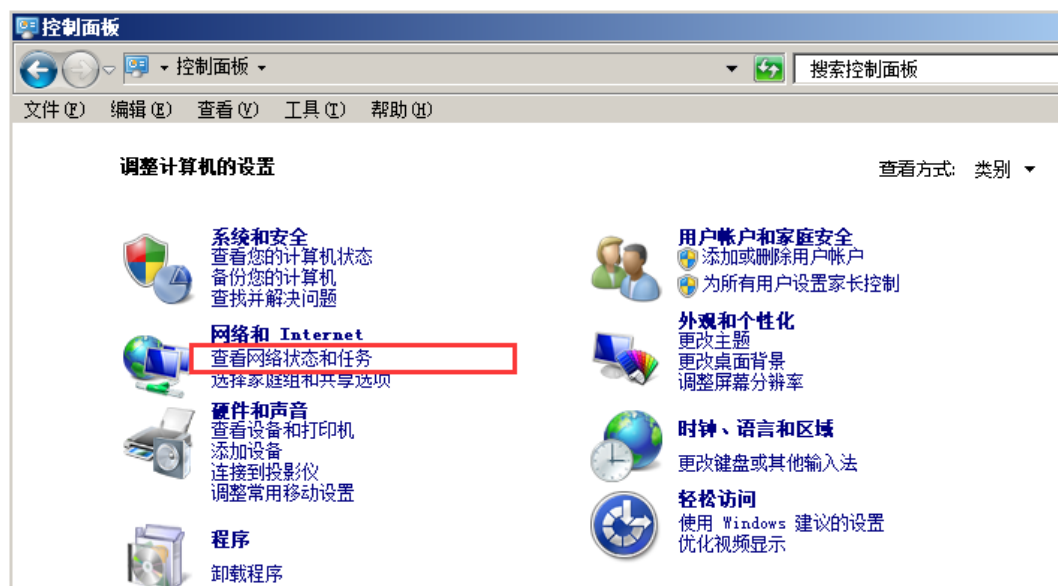 控制面板
控制面板
搜索控制面板
文件(F) 编辑(E) 查看(V) 工具(T) 帮助(H)
调整计算机的设置
查看方式: 类别
系统和安全
查看您的计算机状态
备份您的计算机
查找并解决问题
网络和 Internet
查看网络状态和任务
选择家庭组和共享选项
硬件和声音
查看设备和打印机
添加设备
连接到投影仪
调整常用移动设置
程序
卸载程序
用户帐户和家庭安全
添加或删除用户帐户
为所有用户设置家长控制
外观和个性化
更改主题
更改桌面背景
调整屏幕分辨率
时钟、语言和区域
更改键盘或其他输入法
轻松访问
使用 Windows 建议的设置
优化视频显示